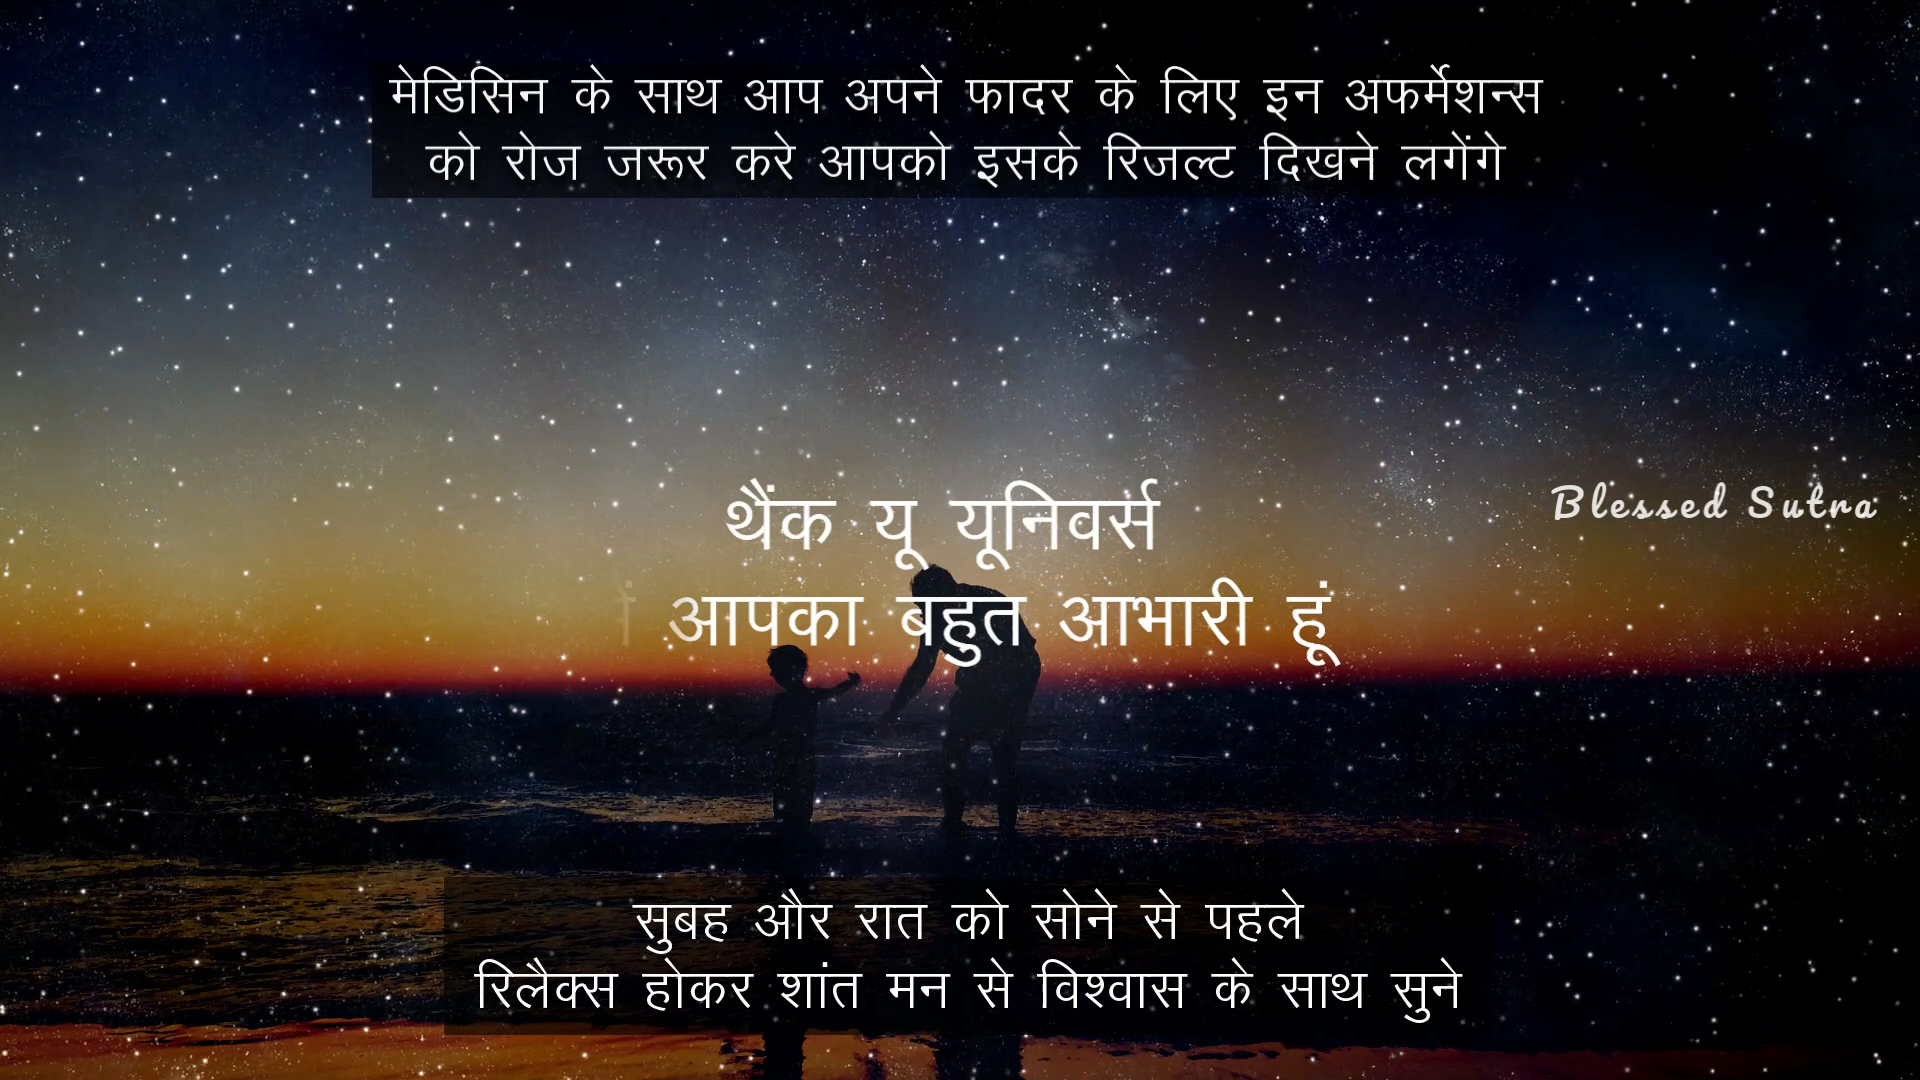 मेडिसिन के साथ आप अपने फादर के लिए इन अफर्मेशन्स
को रोज जरूर करे आपको इसके रिजल्ट दिखने लगेंगे
थैंक यू यूनिवर्स
Blessed Sutra
आपका बहुत आभारी हूं
सुबह और रात को सोने से पहले
रिलैक्स होकर शांत मन से विश्वास के साथ सुने